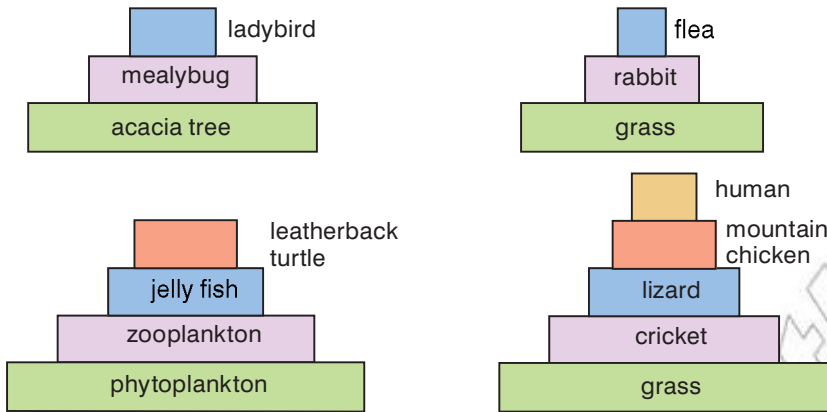 ladybird
mealybug
acacia tree
flea
rabbit
grass
leatherback
turtle
jelly fish
zooplankton
phytoplankton
human
mountain
chicken
lizard
cricket
grass